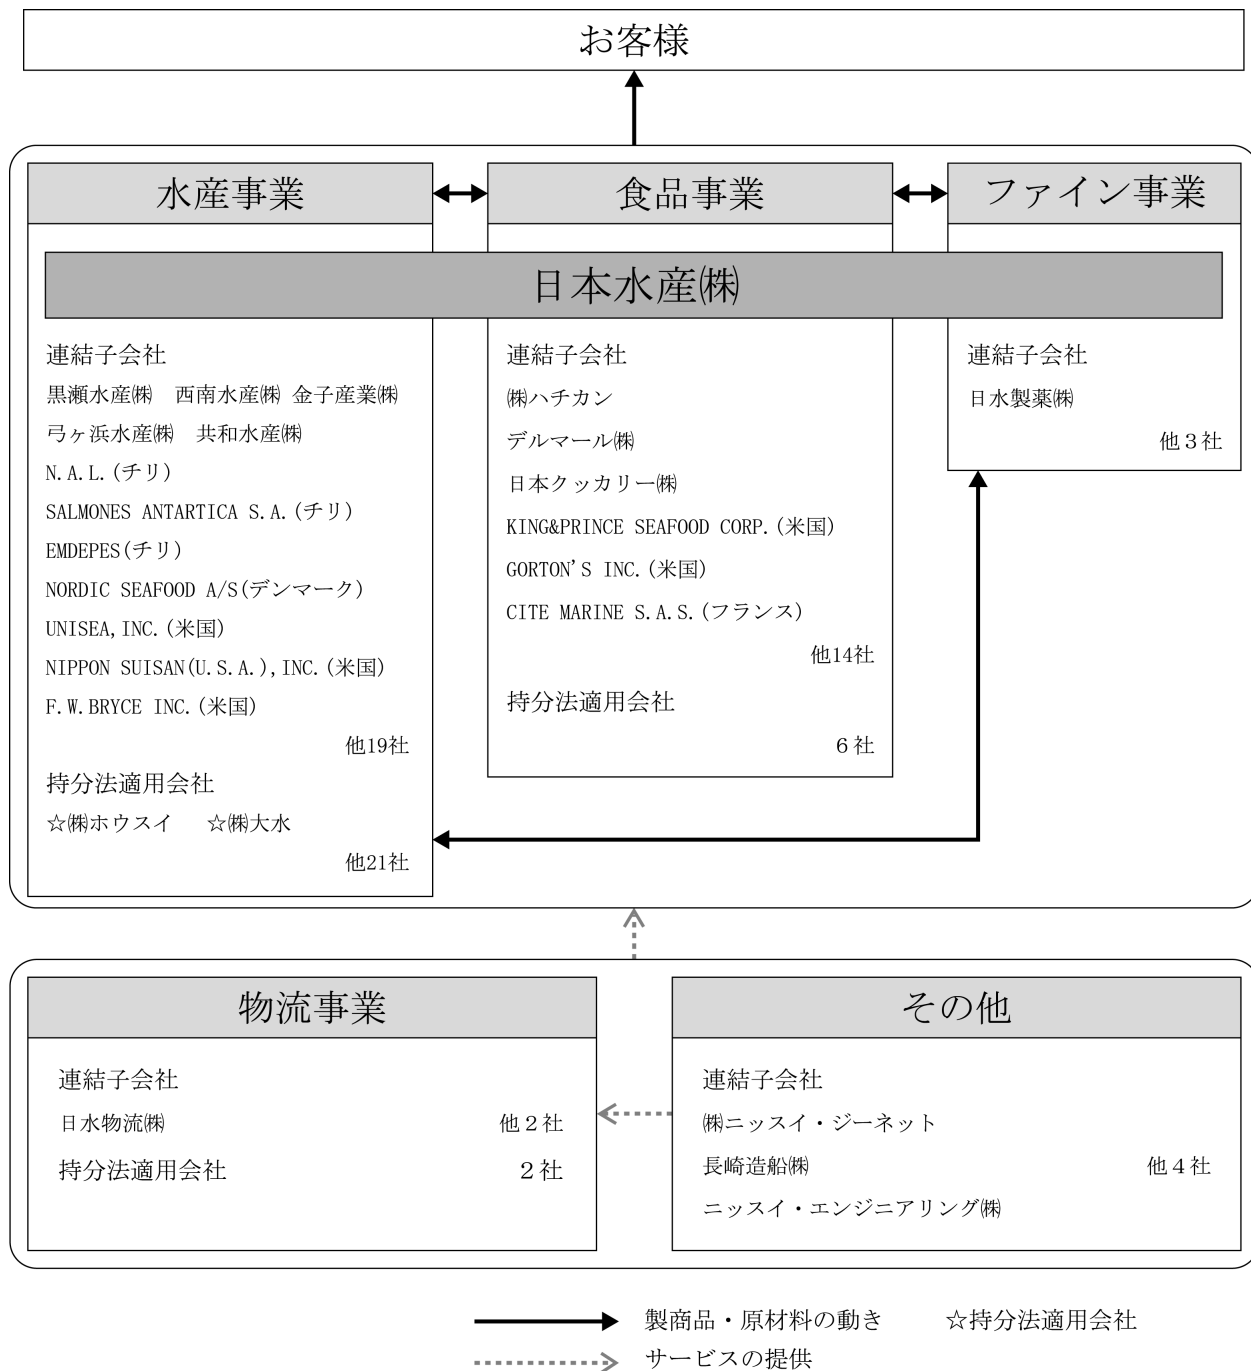 お客様
水産事業
食品事業
ファイン事業
日本水産㈱
連結子会社
黒瀬水産㈱　西南水産㈱ 金子産業㈱
弓ヶ浜水産㈱　共和水産㈱
N.A.L.(チリ)
SALMONES ANTARTICA S.A.(チリ)
EMDEPES(チリ)
NORDIC SEAFOOD A/S(デンマーク)
UNISEA,INC.(米国)
NIPPON SUISAN(U.S.A.),INC.(米国)
F.W.BRYCE INC.(米国)
他19社
持分法適用会社
☆㈱ホウスイ　☆㈱大水
他21社
連結子会社
㈱ハチカン
デルマール㈱
日本クッカリー㈱
KING&PRINCE SEAFOOD CORP.(米国)
GORTON'S INC.(米国)
CITE MARINE S.A.S.(フランス)
他14社
持分法適用会社
６社
連結子会社
日水製薬㈱
他３社
物流事業
連結子会社
日水物流㈱　他２社
持分法適用会社　２社
その他
連結子会社
㈱ニッスイ・ジーネット
長崎造船㈱　他４社
ニッスイ・エンジニアリング㈱
製商品・原材料の動き　☆持分法適用会社
サービスの提供